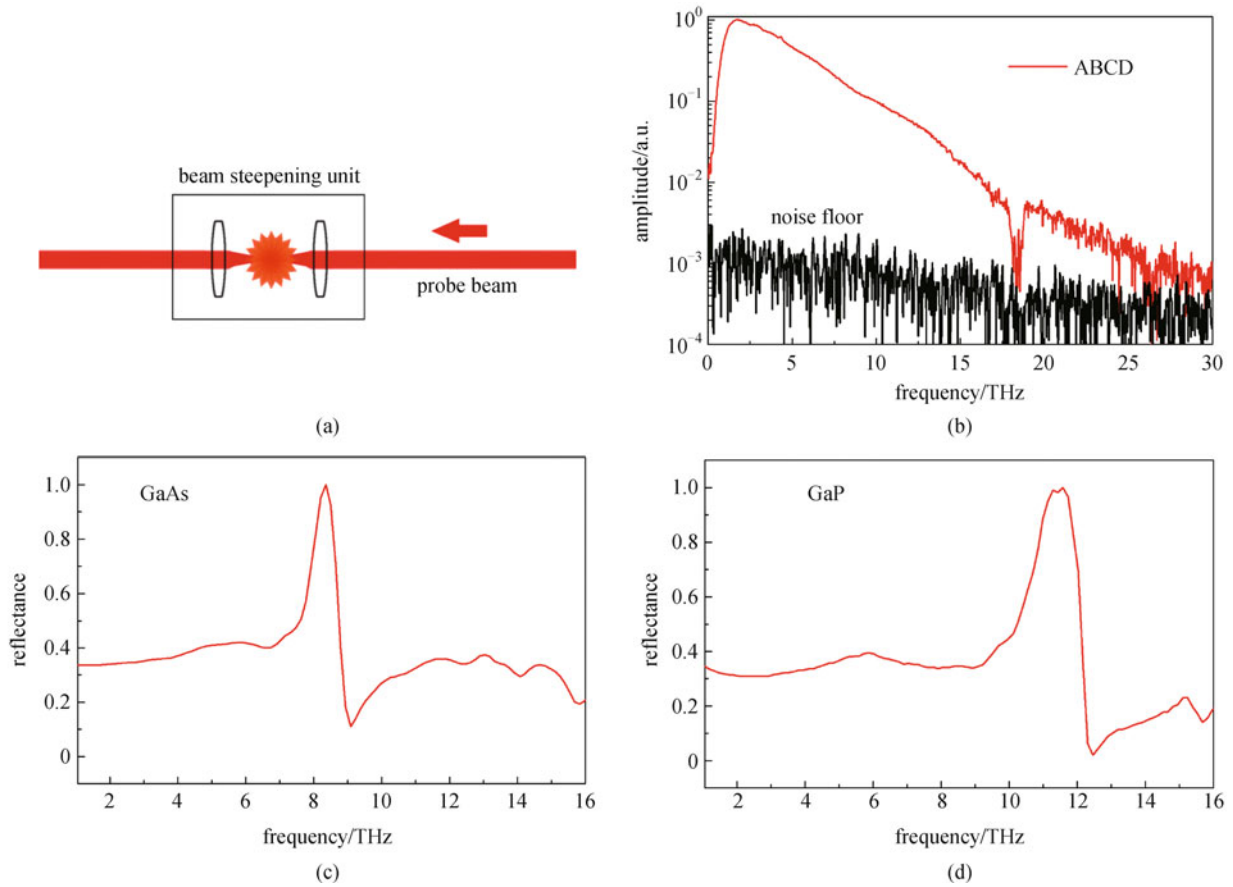 beam steepening unit
probe beam
(a)
10⁰
10⁻¹
10⁻²
10⁻³
10⁻⁴
amplitude/a.u.
ABCD
noise floor
0 5 10 15 20 25 30
frequency/THz
(b)
1.0
0.8
0.6
0.4
0.2
0
reflectance
GaAs
2 4 6 8 10 12 14 16
frequency/THz
(c)
1.0
0.8
0.6
0.4
0.2
0
reflectance
GaP
2 4 6 8 10 12 14 16
frequency/THz
(d)